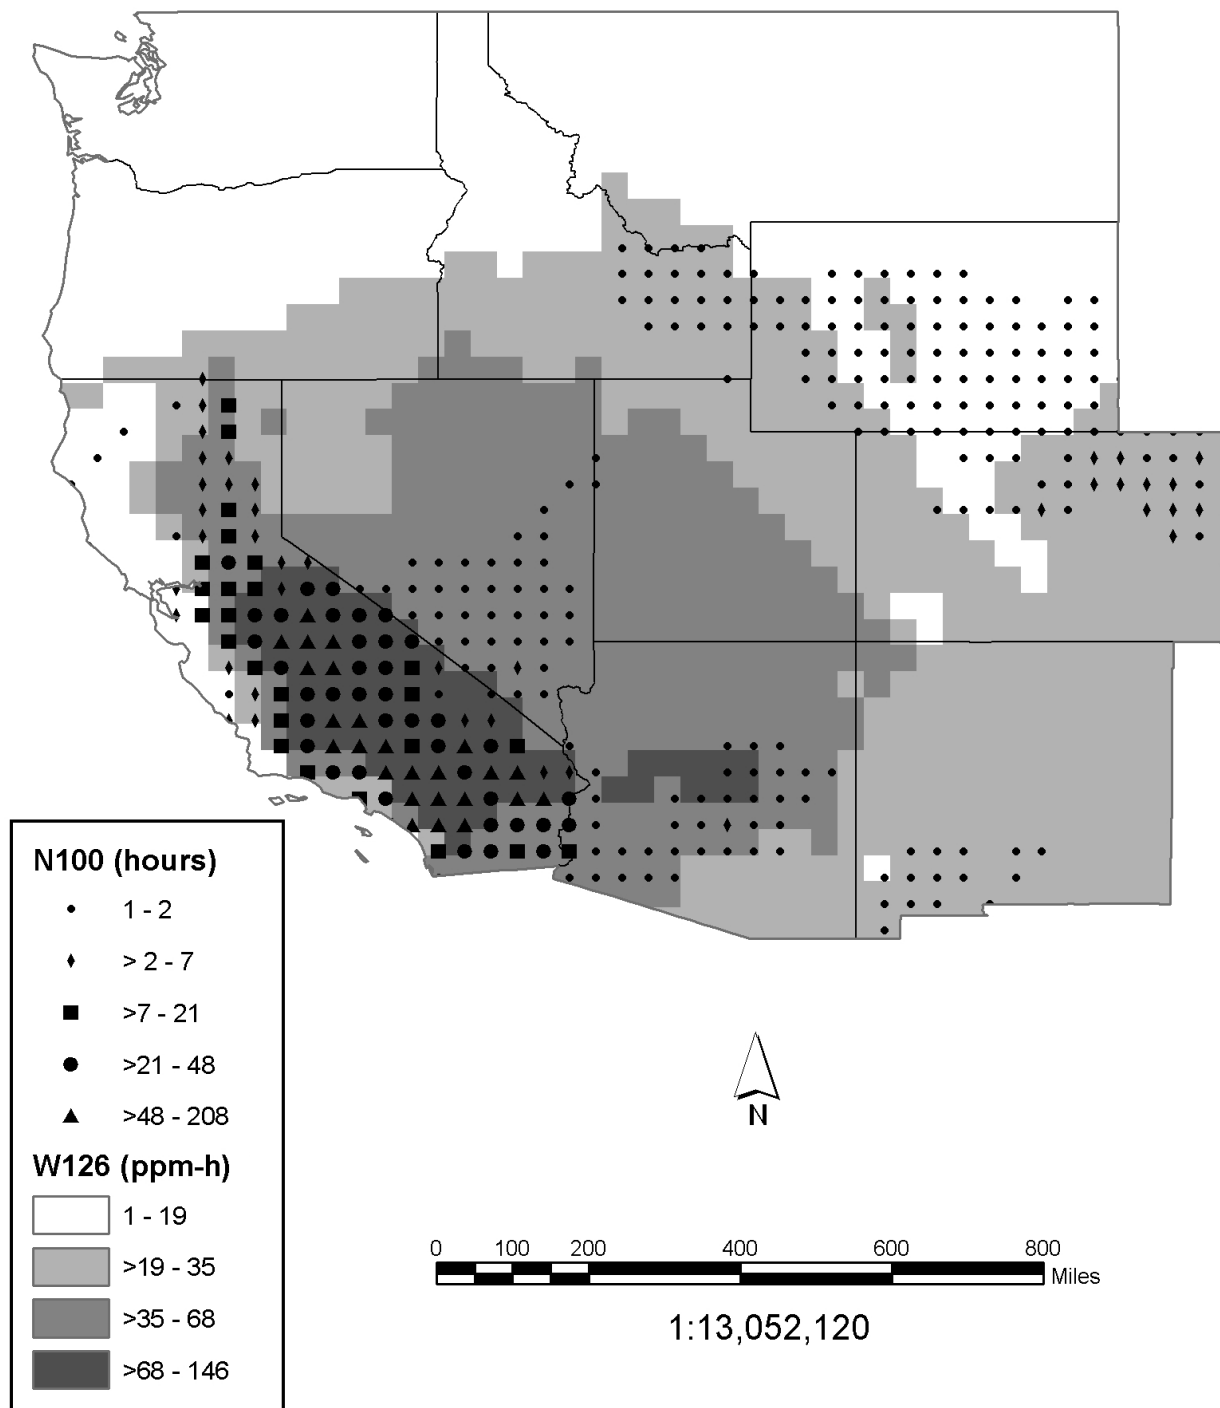 N100 (hours)
1 - 2
> 2 - 7
>7 - 21
>21 - 48
>48 - 208
W126 (ppm-h)
1 - 19
>19 - 35
>35 - 68
>68 - 146
N
0 100 200 400 600 800
Miles
1:13,052,120